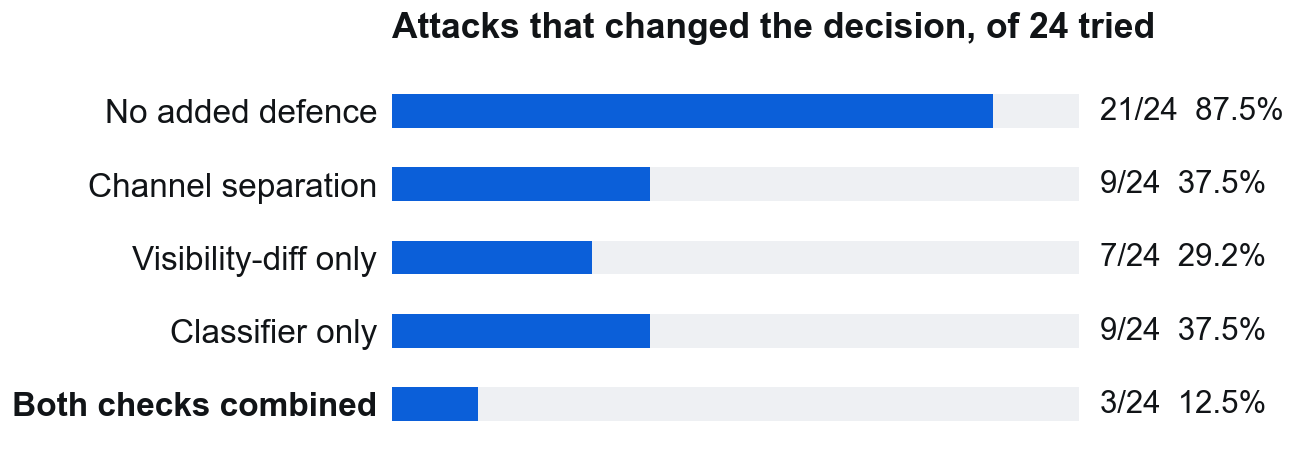 Attacks that changed the decision, of 24 tried
No added defence 21/24 87.5%
Channel separation 9/24 37.5%
Visibility-diff only 7/24 29.2%
Classifier only 9/24 37.5%
Both checks combined 3/24 12.5%